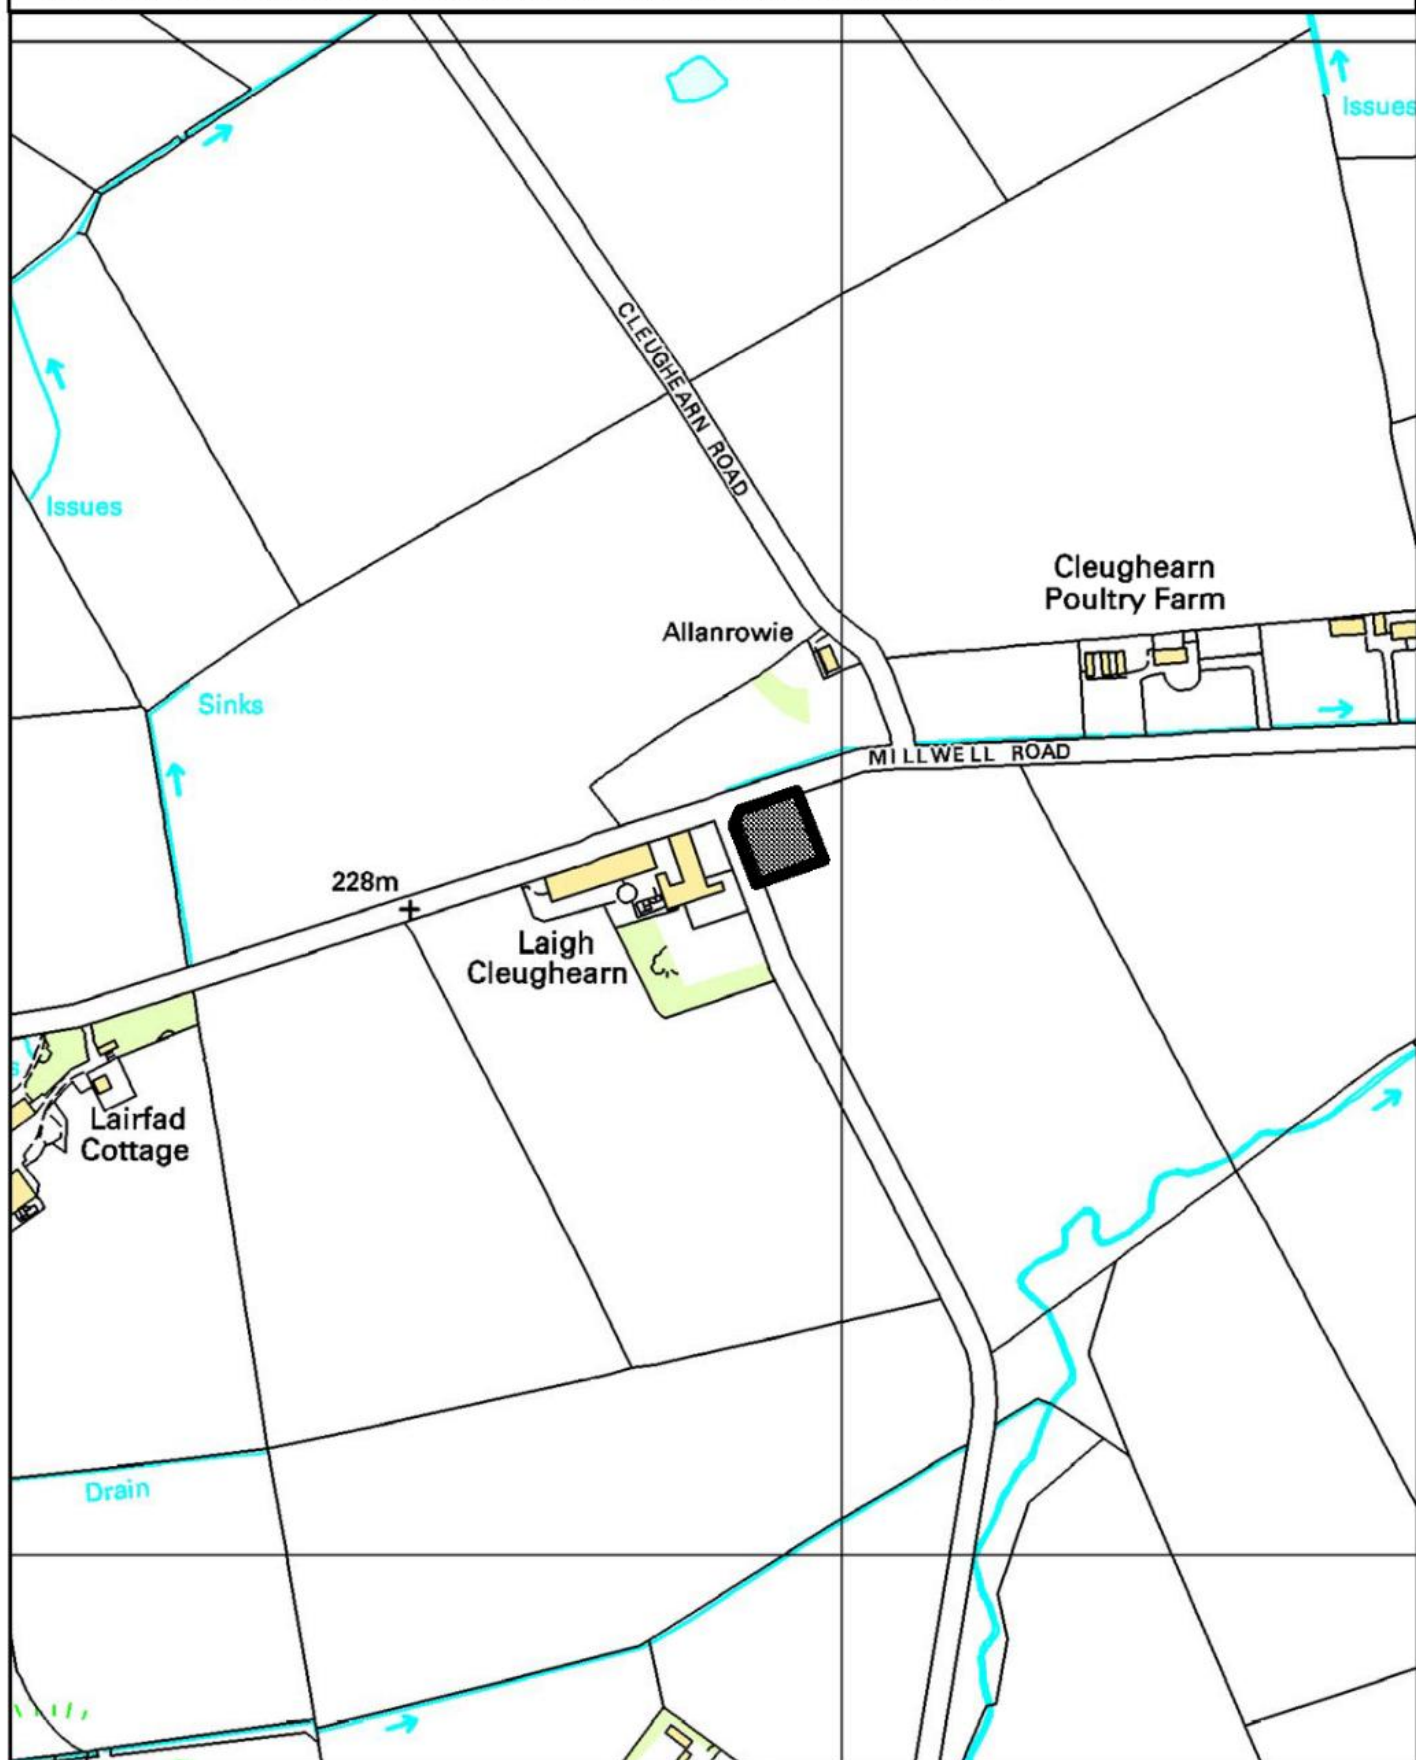 Issues
CLEUGHEARN ROAD
Issues
Cleughearn
Poultry Farm
Allanrowie
Sinks
MILLWELL ROAD
228m
Laigh
Cleughearn
s
Lairfad
Cottage
Drain